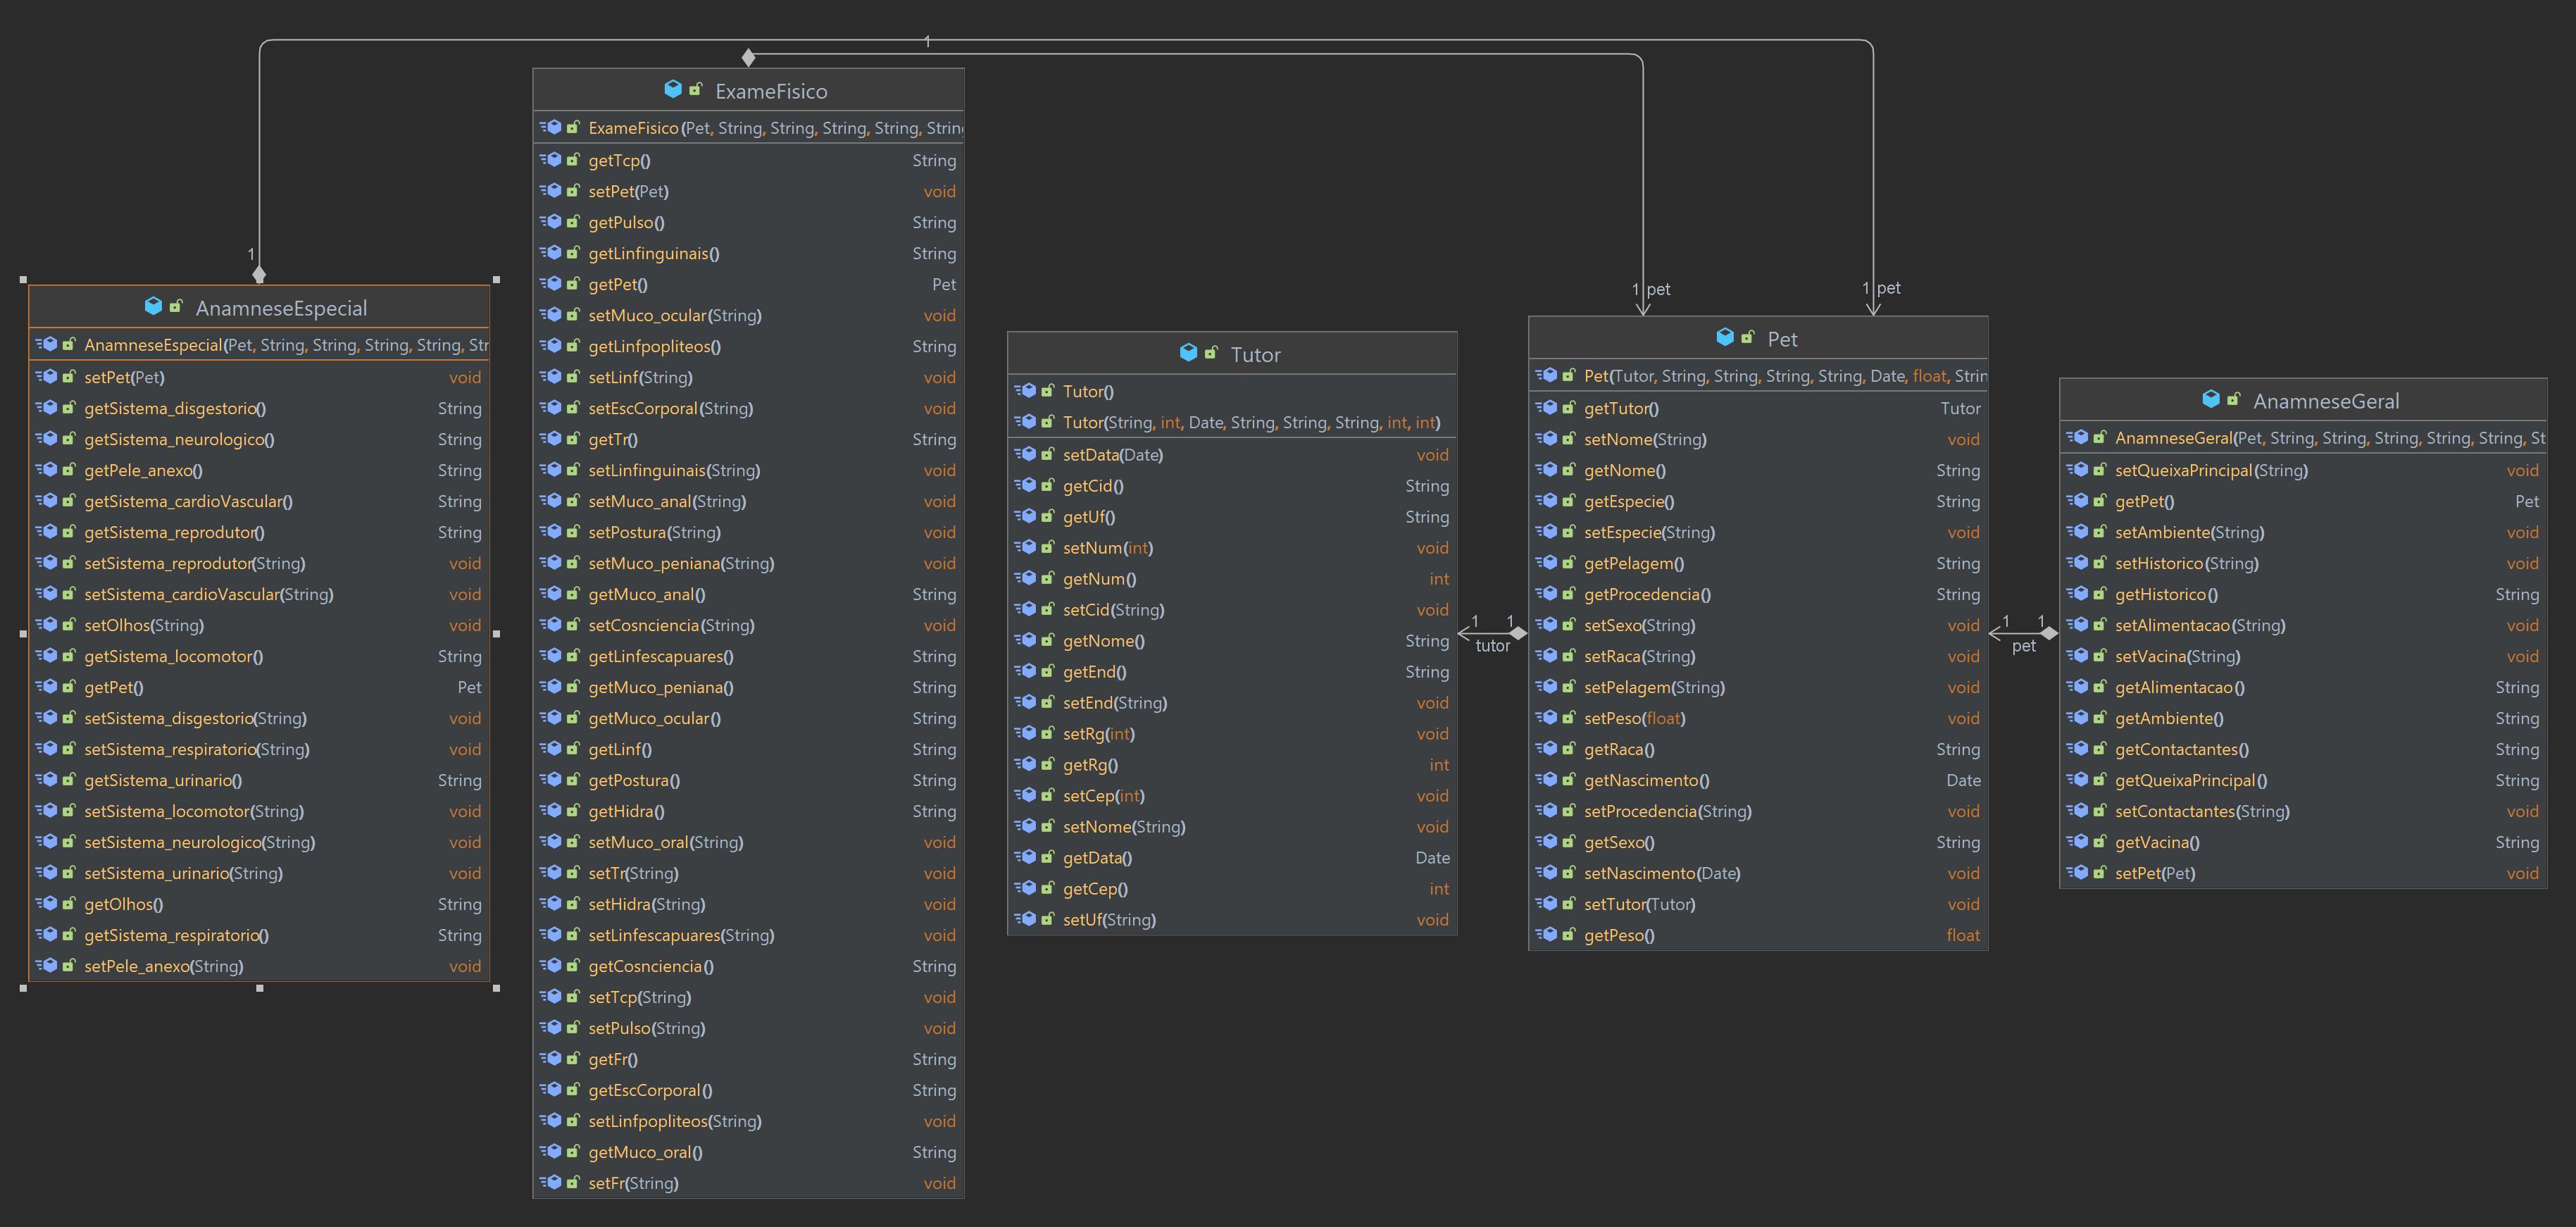 1
1
1 pet
1 pet
AnamneseEspecial
AnamneseEspecial(Pet, String, String, String, String, Str
setPet(Pet) void
getSistema_disgestorio() String
getSistema_neurologico() String
getPele_anexo() String
getSistema_cardioVascular() String
getSistema_reprodutor() String
setSistema_reprodutor(String) void
setSistema_cardioVascular(String) void
setOlhos(String) void
getSistema_locomotor() String
getPet() Pet
setSistema_disgestorio(String) void
setSistema_respiratorio(String) void
getSistema_urinario() String
setSistema_locomotor(String) void
setSistema_neurologico(String) void
setSistema_urinario(String) void
getOlhos() String
getSistema_respiratorio() String
setPele_anexo(String) void
ExameFisico
ExameFisico(Pet, String, String, String, String, Strin
getTcp() String
setPet(Pet) void
getPulso() String
getLinfinguinais() String
getPet() Pet
setMuco_ocular(String) void
getLinfpopliteos() String
setLinf(String) void
setEscCorporal(String) void
getTr() String
setLinfinguinais(String) void
setMuco_anal(String) void
setPostura(String) void
setMuco_peniana(String) void
getMuco_anal() String
setCosnciencia(String) void
getLinfescapuares() String
getMuco_peniana() String
getMuco_ocular() String
getLinf() String
getPostura() String
getHidra() String
setMuco_oral(String) void
setTr(String) void
setHidra(String) void
setLinfescapuares(String) void
getCosnciencia() String
setTcp(String) void
setPulso(String) void
getFr() String
getEscCorporal() String
setLinfpopliteos(String) void
getMuco_oral() String
setFr(String) void
Tutor
Tutor()
Tutor(String, int, Date, String, String, String, int, int)
setData(Date) void
getCid() String
getUf() String
setNum(int) void
getNum() int
setCid(String) void
getNome() String
getEnd() String
setEnd(String) void
setRg(int) void
getRg() int
setCep(int) void
setNome(String) void
getData() Date
getCep() int
setUf(String) void
1 1
tutor
Pet
Pet(Tutor, String, String, String, String, Date, float, Strin
getTutor() Tutor
setNome(String) void
getNome() String
getEspecie() String
setEspecie(String) void
getPelagem() String
getProcedencia() String
setSexo(String) void
setRaca(String) void
setPelagem(String) void
setPeso(float) void
getRaca() String
getNascimento() Date
setProcedencia(String) void
getSexo() String
setNascimento(Date) void
setTutor(Tutor) void
getPeso() float
1 1
pet
AnamneseGeral
AnamneseGeral(Pet, String, String, String, String, String, St
setQueixaPrincipal(String) void
getPet() Pet
setAmbiente(String) void
setHistorico(String) void
getHistorico() String
setAlimentacao(String) void
setVacina(String) void
getAlimentacao() String
getAmbiente() String
getContactantes() String
getQueixaPrincipal() String
setContactantes(String) void
getVacina() String
setPet(Pet) void